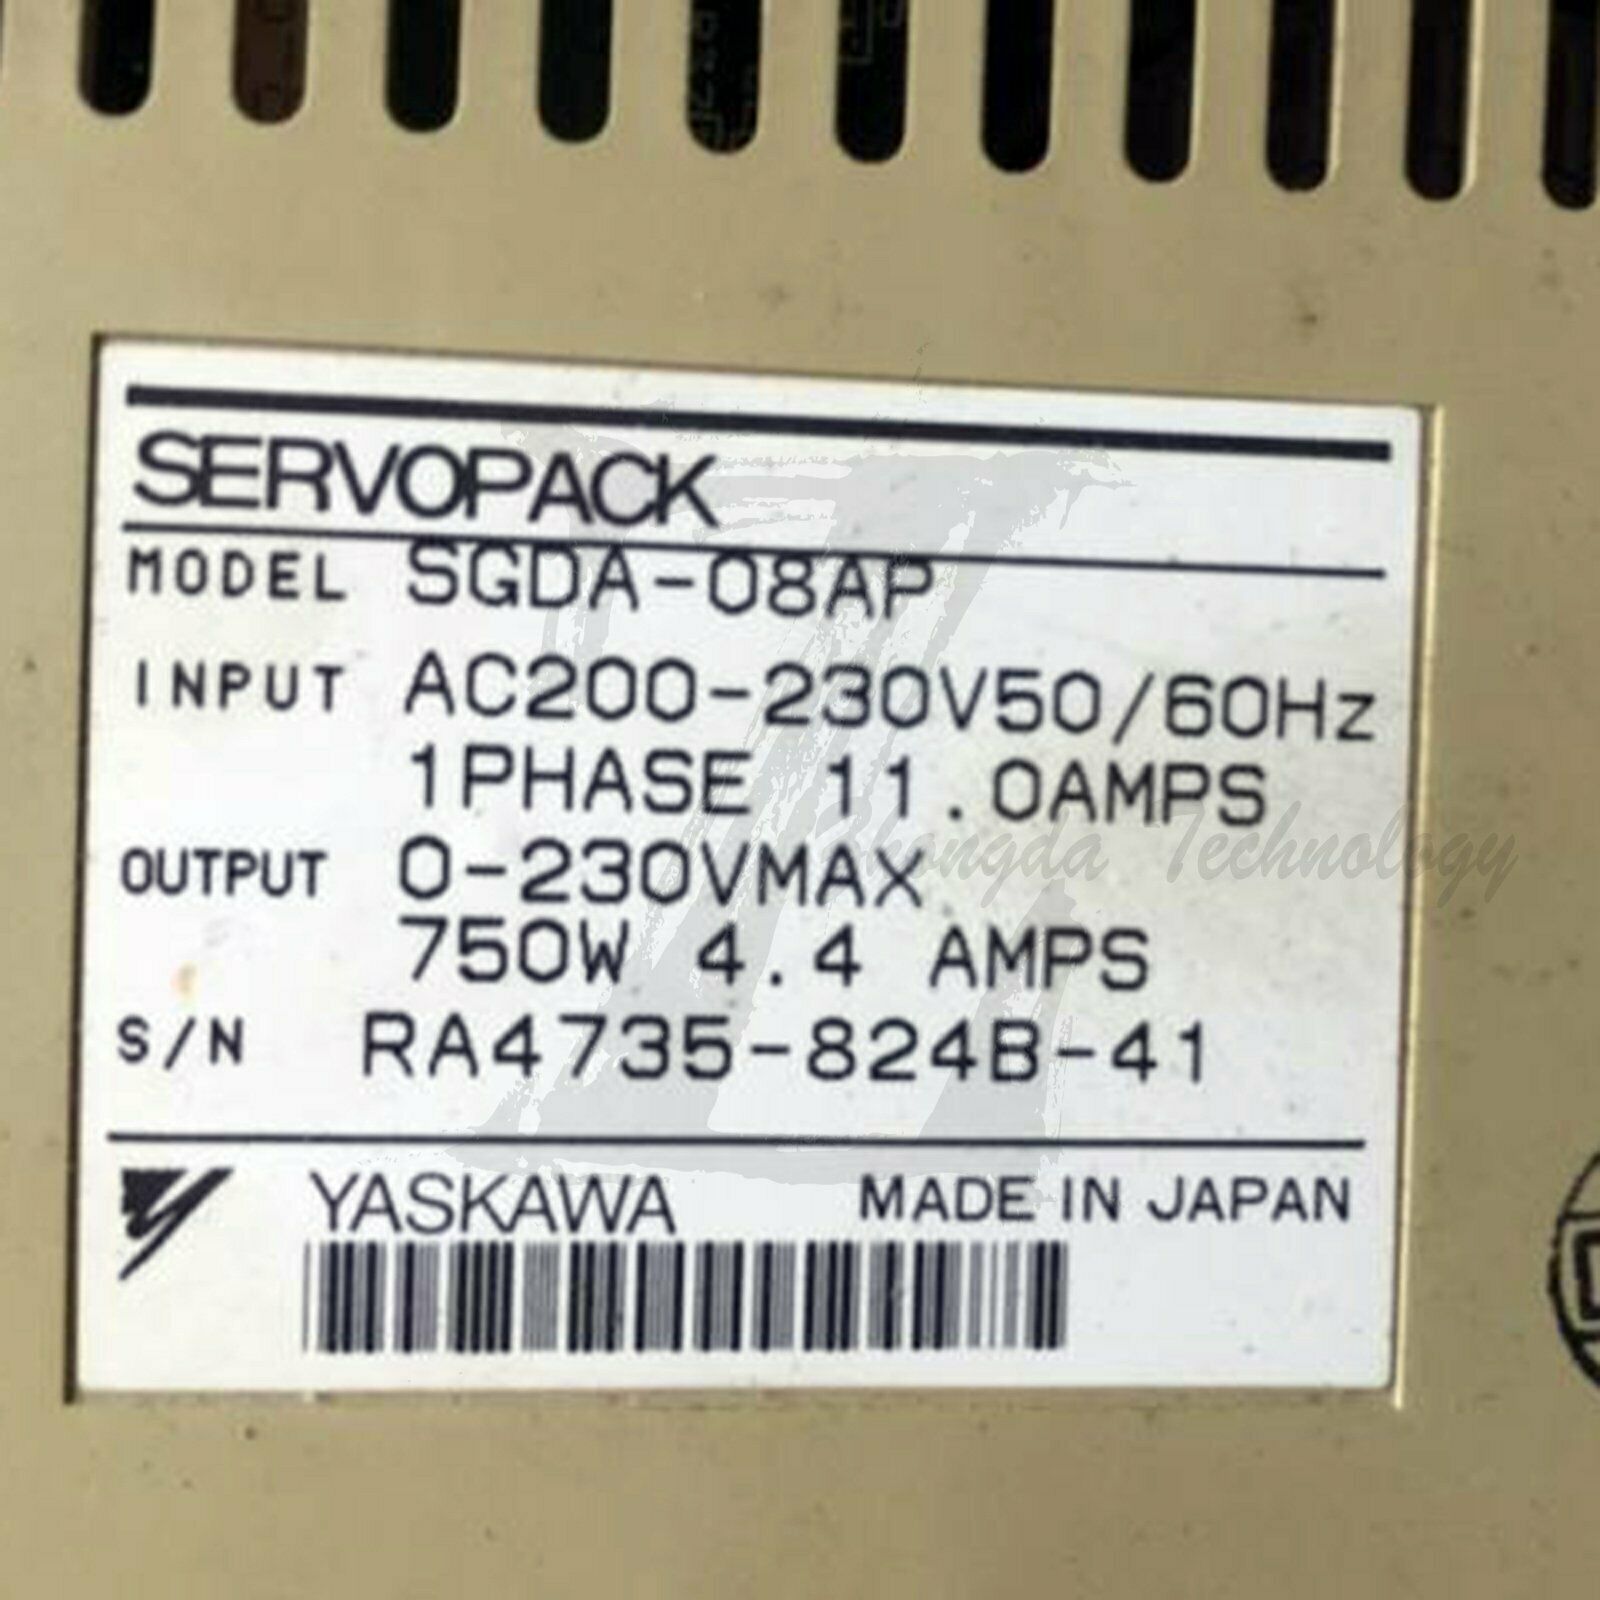 SERVOPACK
MODEL SGDA-08AP
INPUT AC200-230V50/60Hz
1PHASE 11.0AMPS
OUTPUT 0-230VMAX
750W 4.4 AMPS
S/N RA4735-824B-41
YASKAWA MADE IN JAPAN
Technology